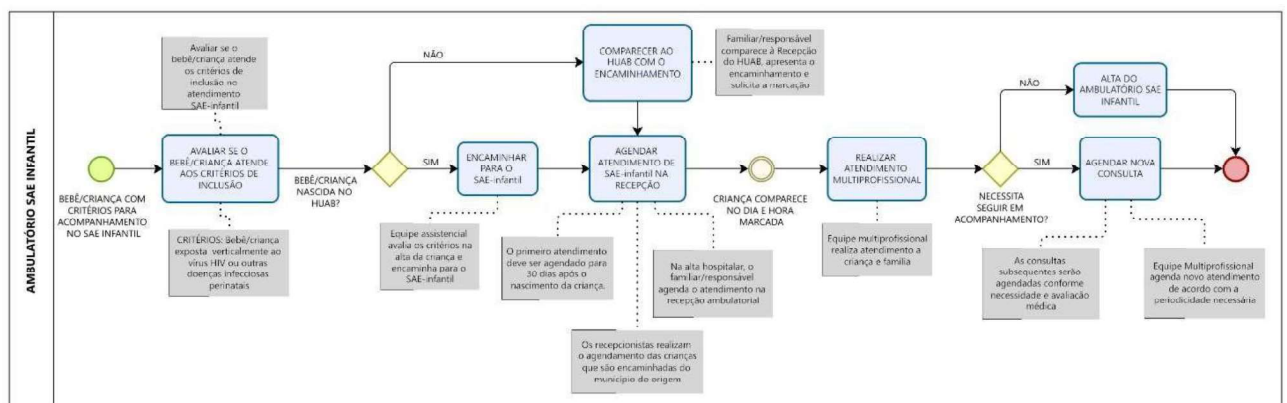 AMBULATÓRIO SAE INFANTIL
BEBÊ/CRIANÇA COM
CRITÉRIOS PARA
ACOMPANHAMENTO
NO SAE INFANTIL
Avaliar se o
bebê/criança atende
os critérios de
inclusão no
atendimento
SAE-infantil
AVALIAR SE O
BEBÊ/CRIANÇA ATENDE
AOS CRITÉRIOS DE
INCLUSÃO
CRITÉRIOS: Bebê/criança
exposta verticalmente ao
vírus HIV ou outras
doenças infecciosas
perinatais
BEBÊ/CRIANÇA
NASCIDA NO
HUAB?
NÃO
SIM
COMPARECER AO
HUAB COM O
ENCAMINHAMENTO
Familiar/responsável
comparece à Recepção
do HUAB, apresenta o
encaminhamento e
solicita a marcação
ENCAMINHAR
PARA O
SAE-infantil
Equipe assistencial
avalia os critérios na
alta da criança e
encaminha para o
SAE-infantil
AGENDAR
ATENDIMENTO DE
SAE-infantil NA
RECEPÇÃO
O primeiro atendimento
deve ser agendado para
30 dias após o
nascimento da criança.
Na alta hospitalar, o
familiar/responsável
agenda o atendimento na
recepção ambulatorial
Os recepcionistas realizam
o agendamento das crianças
que são encaminhadas do
município de origem
CRIANÇA COMPARECE
NO DIA E HORA
MARCADA
REALIZAR
ATENDIMENTO
MULTIPROFISSIONAL
Equipe multiprofissional
realiza atendimento a
criança e família
NECESSITA
SEGUIR EM
ACOMPANHAMENTO?
NÃO
SIM
ALTA DO
AMBULATÓRIO SAE
INFANTIL
AGENDAR NOVA
CONSULTA
As consultas
subsequentes serão
agendadas conforme
necessidade e avaliação
médica
Equipe Multiprofissional
agenda novo atendimento
de acordo com a
periodicidade necessária